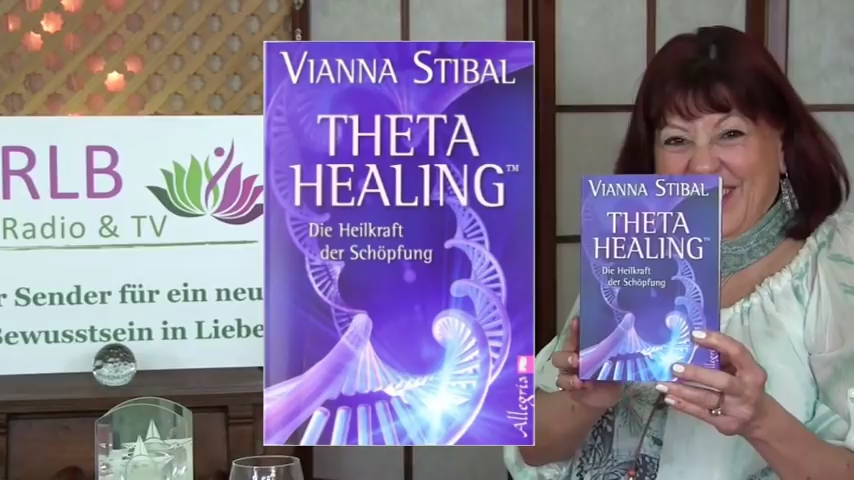 RLB
Radio & TV
r Sender für ein neu
Bewusstsein in Liebe
VIANNA STIBAL
THETA
HEALING™
Die Heilkraft
der Schöpfung
Allegria
VIANNA STIBAL
THETA
HEALING™
Die Heilkraft
der Schöpfung
Allegria